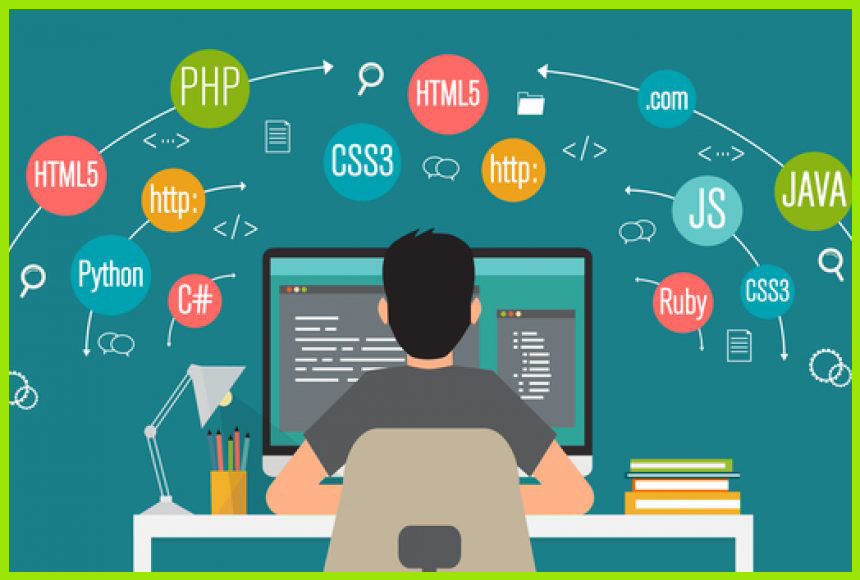 PHP
HTML5
.com
HTML5
CSS3
http:
JAVA
http:
JS
Python
C#
Ruby
CSS3